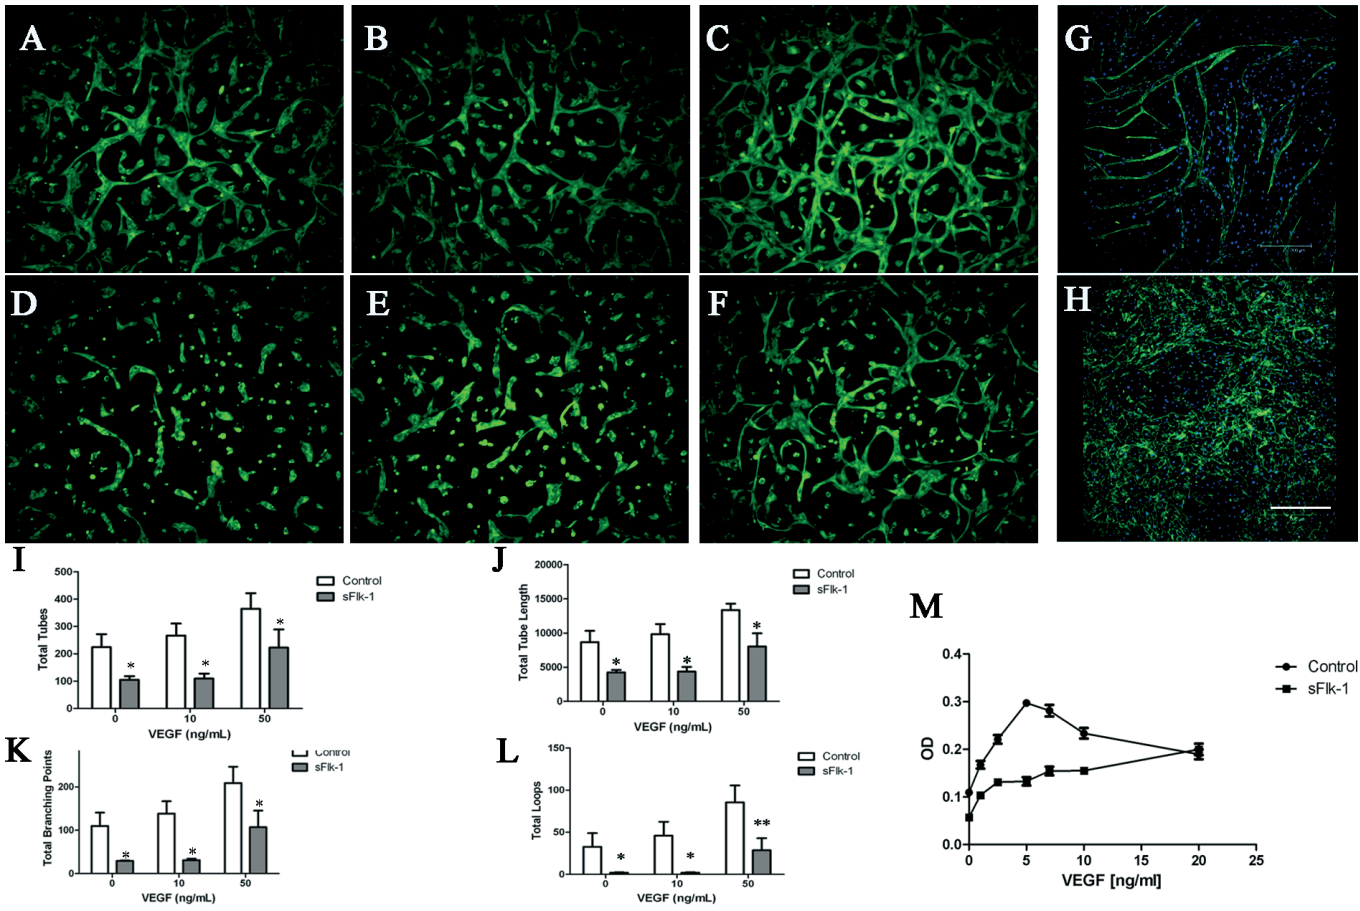 A
B
C
G
D
E
F
H
I
500
400
300
200
100
0
Total Tubes
0
10
50
VEGF (ng/mL)
Control
sFlk-1
*
*
*
J
20000
15000
10000
5000
0
Total Tube Length
0
10
50
VEGF (ng/mL)
Control
sFlk-1
*
*
*
K
200
100
0
Total Branching Points
0
10
50
VEGF (ng/mL)
Control
sFlk-1
*
*
*
L
150
100
50
0
Total Loops
0
10
50
VEGF (ng/mL)
Control
sFlk-1
*
*
**
M
0.4
0.3
0.2
0.1
0.0
OD
0
5
10
15
20
25
VEGF [ng/ml]
Control
sFlk-1